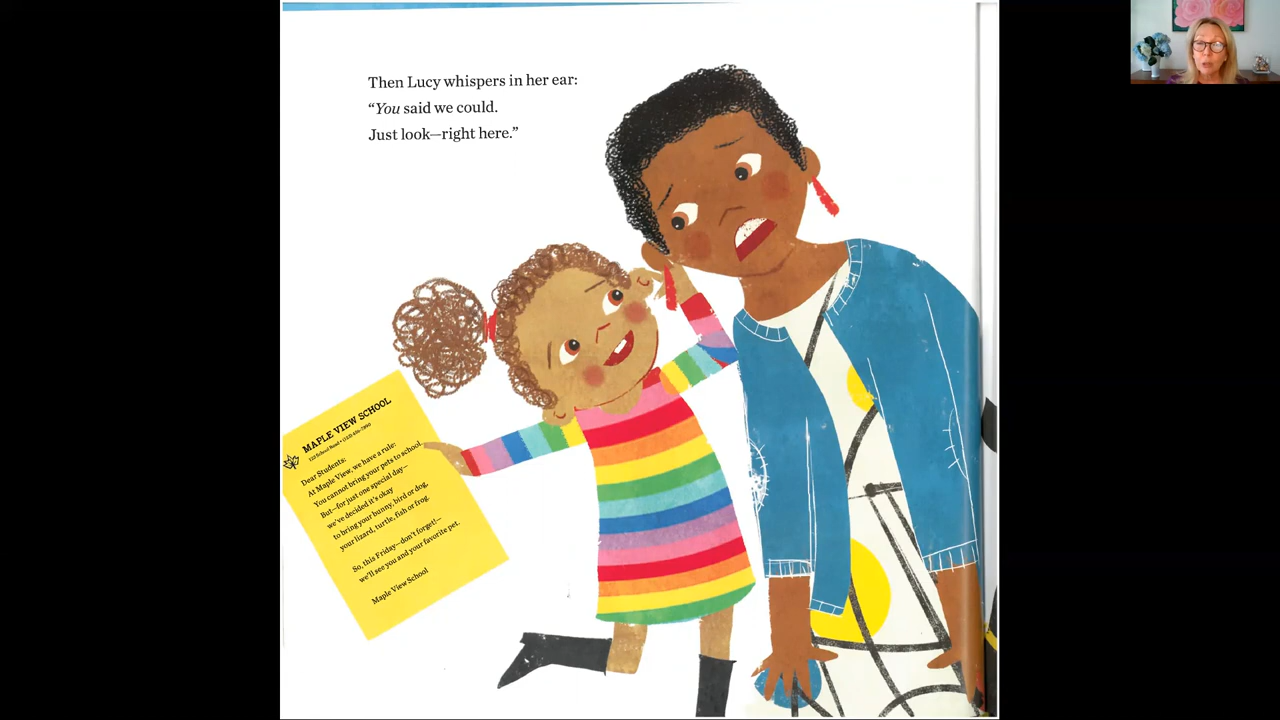 Then Lucy whispers in her ear:
“You said we could.
Just look—right here.”
MAPLE VIEW SCHOOL
Dear Students:
At Maple View, we have a rule:
You cannot bring your pets to school.
But—for just one special day—
we've decided it's okay
to bring your bunny, bird or dog,
your lizard, turtle, fish or frog.
So, this Friday—don't forget!—
we'll see you and your favorite pet.
Maple View School